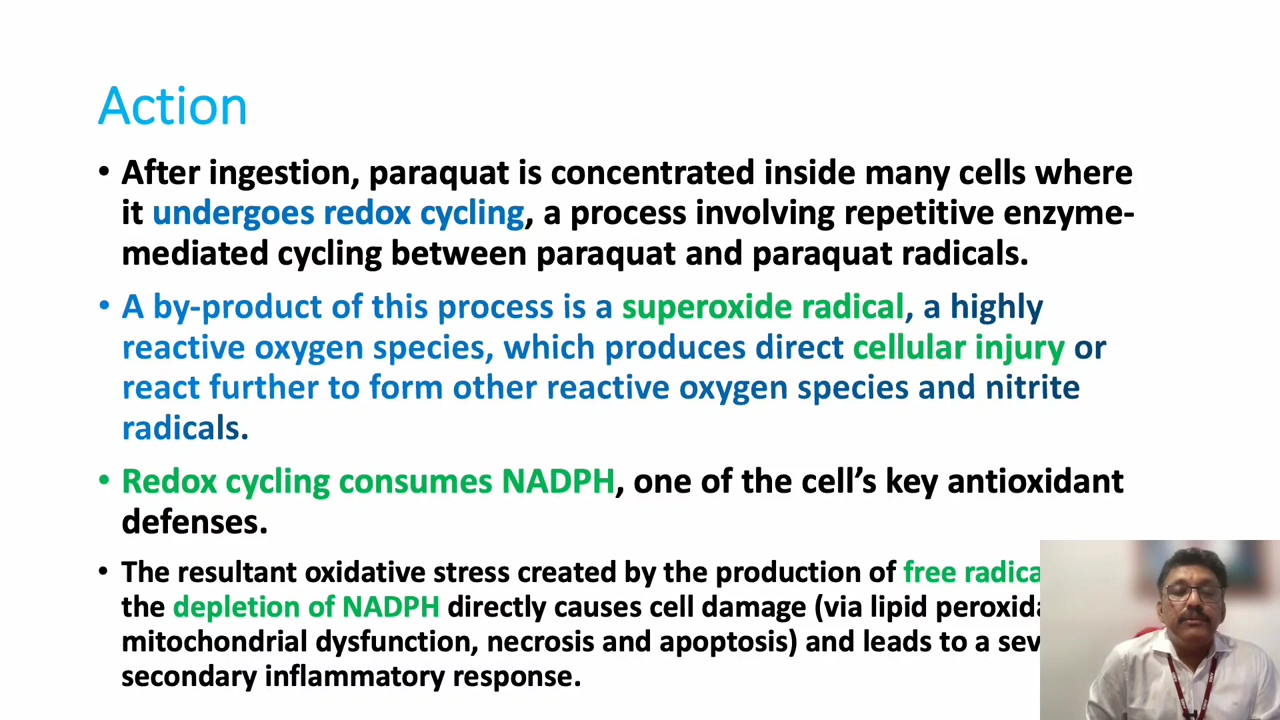 Action
• After ingestion, paraquat is concentrated inside many cells where
it undergoes redox cycling, a process involving repetitive enzyme-
mediated cycling between paraquat and paraquat radicals.
• A by-product of this process is a superoxide radical, a highly
reactive oxygen species, which produces direct cellular injury or
react further to form other reactive oxygen species and nitrite
radicals.
• Redox cycling consumes NADPH, one of the cell’s key antioxidant
defenses.
• The resultant oxidative stress created by the production of free
the depletion of NADPH directly causes cell damage (via lipid
mitochondrial dysfunction, necrosis and apoptosis) and leads to a
secondary inflammatory response.